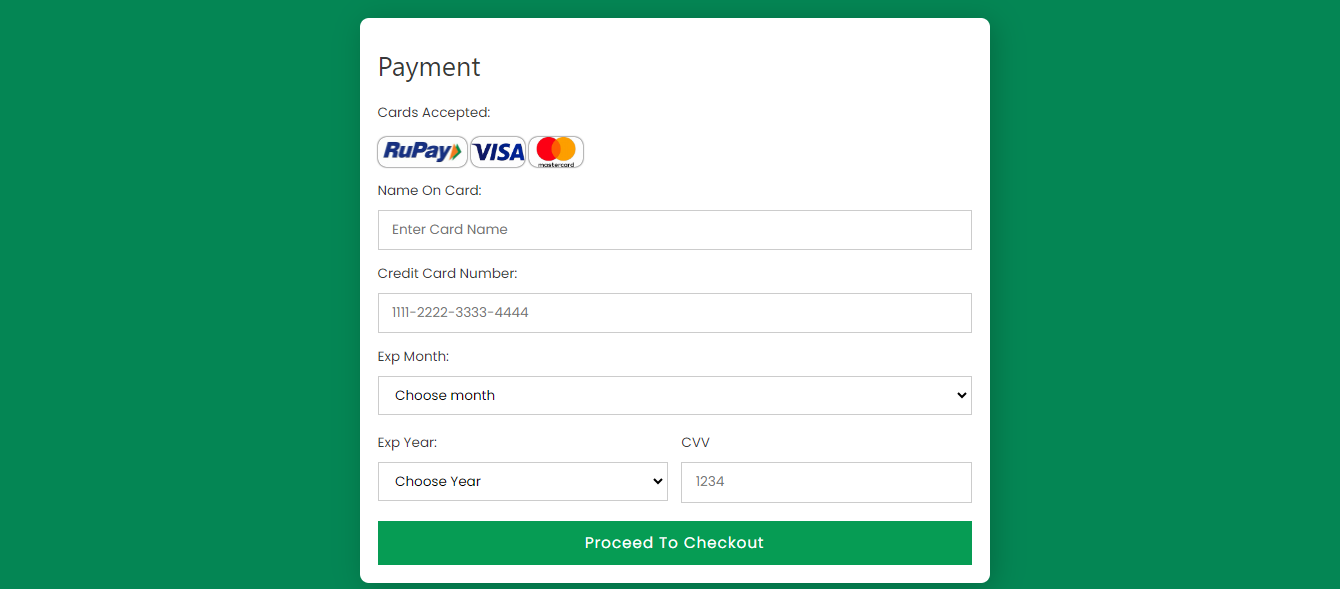 Payment
Cards Accepted:
RuPay VISA mastercard
Name On Card:
Enter Card Name
Credit Card Number:
1111-2222-3333-4444
Exp Month:
Choose month
Exp Year: CVV
Choose Year 1234
Proceed To Checkout